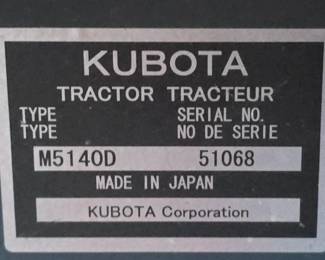 KUBOTA
TRACTOR TRACTEUR
TYPE SERIAL NO.
TYPE NO DE SERIE
M5140D 51068
MADE IN JAPAN
KUBOTA Corporation